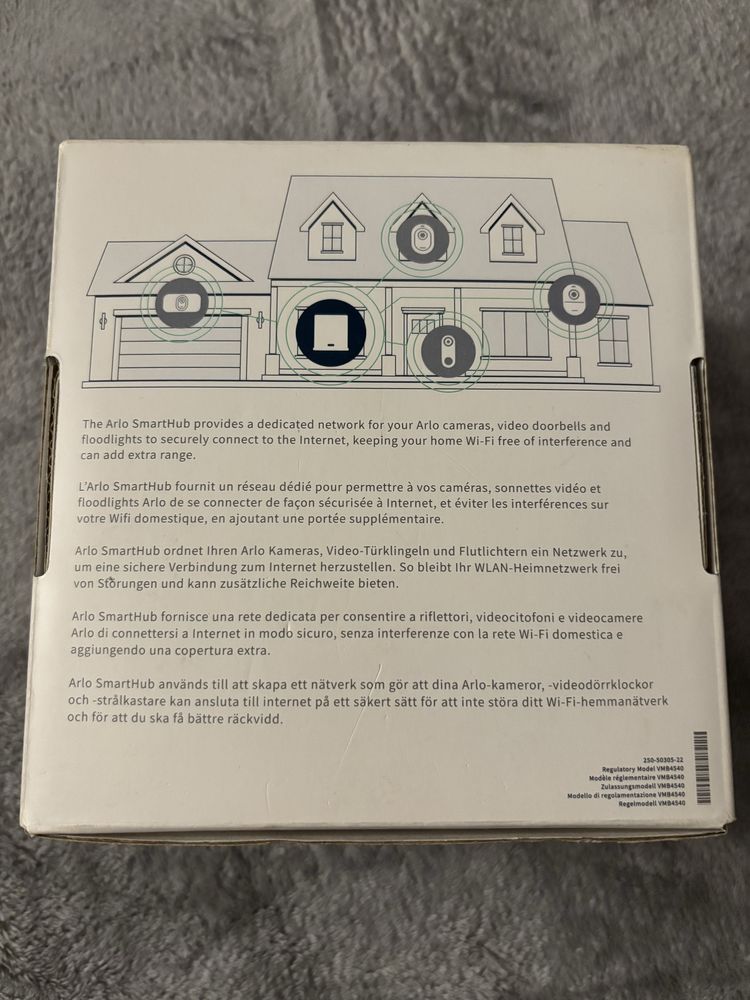 The Arlo SmartHub provides a dedicated network for your Arlo cameras, video doorbells and
floodlights to securely connect to the Internet, keeping your home Wi-Fi free of interference and
can add extra range.
L'Arlo SmartHub fournit un réseau dédié pour permettre à vos caméras, sonnettes vidéo et
floodlights Arlo de se connecter de façon sécurisée à Internet, et éviter les interférences sur
votre Wifi domestique, en ajoutant une portée supplémentaire.
Arlo SmartHub ordnet Ihren Arlo Kameras, Video-Türklingeln und Flutlichtern ein Netzwerk zu,
um eine sichere Verbindung zum Internet herzustellen. So bleibt Ihr WLAN-Heimnetzwerk frei
von Störungen und kann zusätzliche Reichweite bieten.
Arlo SmartHub fornisce una rete dedicata per consentire a riflettori, videocitofoni e videocamere
Arlo di connettersi a Internet in modo sicuro, senza interferenze con la rete Wi-Fi domestica e
aggiungendo una copertura extra.
Arlo SmartHub används till att skapa ett nätverk som gör att dina Arlo-kameror, -videodörrklockor
och -strålkastare kan ansluta till internet på ett säkert sätt för att inte störa ditt Wi-Fi-hemmanätverk
och för att du ska få bättre räckvidd.
250-50305-22
Regulatory Model VMB4540
Modèle réglementaire VMB4540
Zulassungsmodell VMB4540
Modello di regolamentazione VMB4540
Regelmodell VMB4540